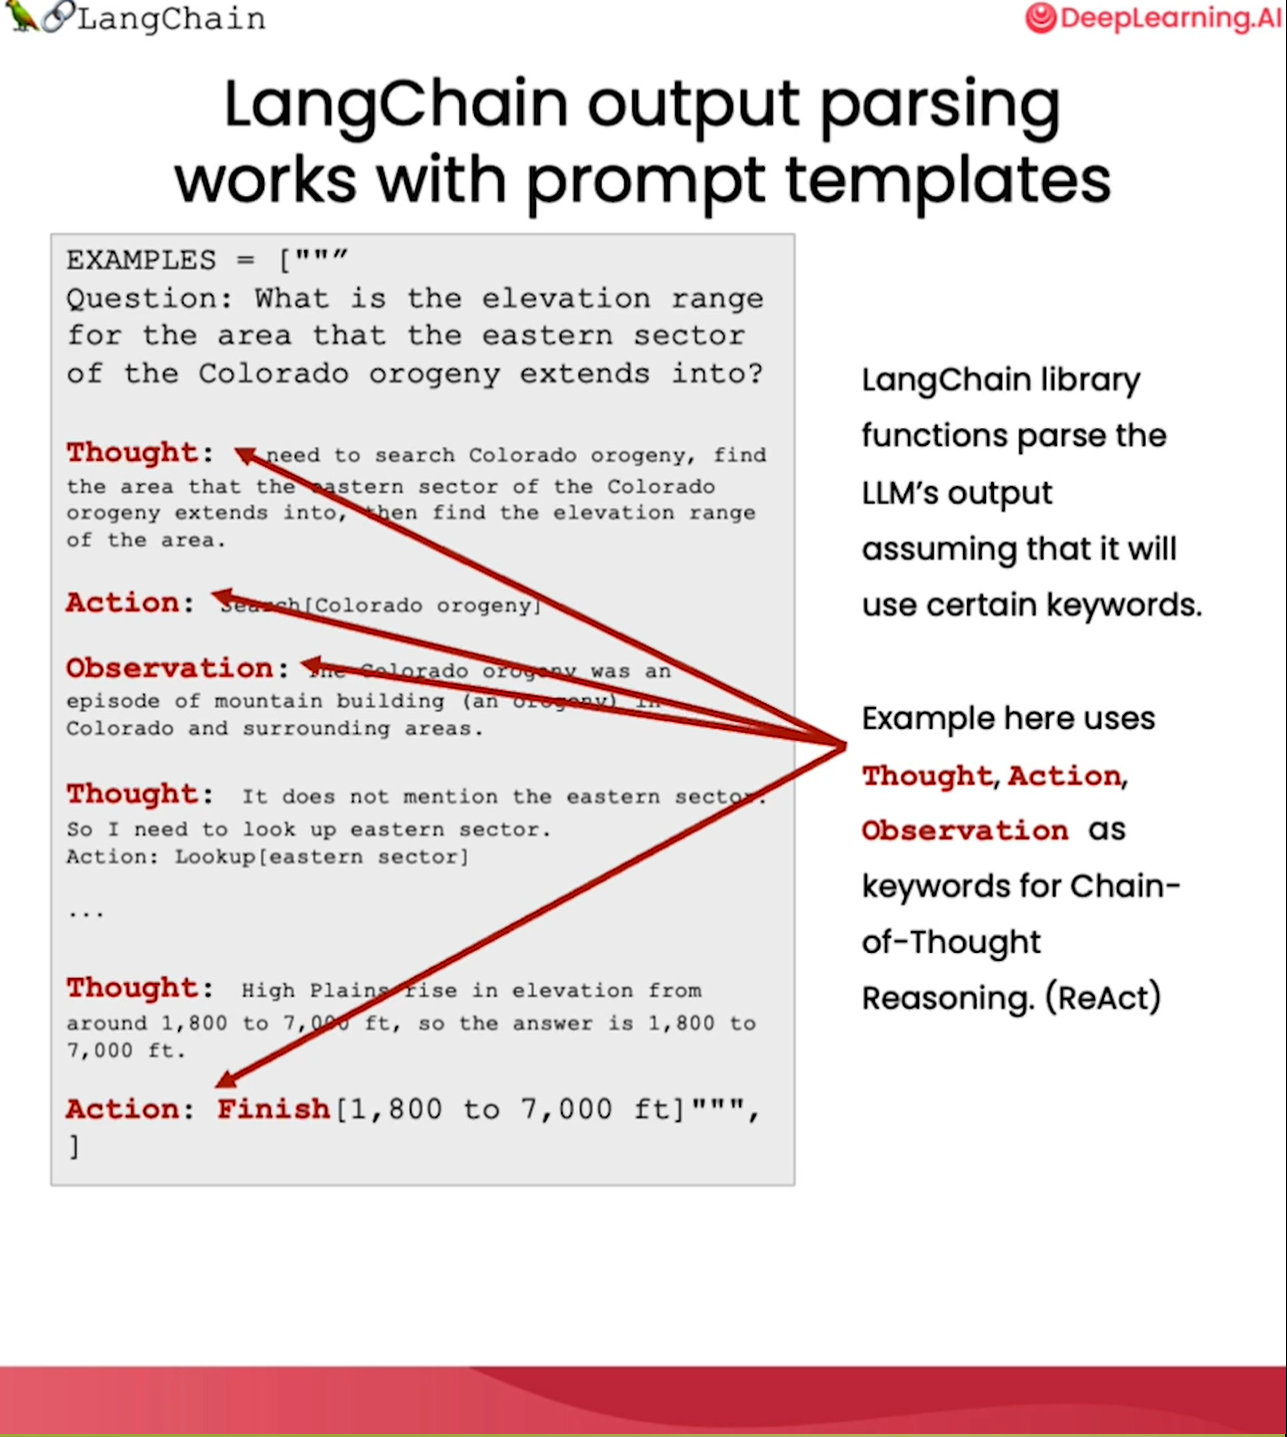 LangChain
DeepLearning.AI
LangChain output parsing
works with prompt templates
EXAMPLES = ["""
Question: What is the elevation range
for the area that the eastern sector
of the Colorado orogeny extends into?
Thought: need to search Colorado orogeny, find
the area that the eastern sector of the Colorado
orogeny extends into, then find the elevation range
of the area.
Action: Search[Colorado orogeny]
Observation: The Colorado orogeny was an
episode of mountain building (an orogeny) in
Colorado and surrounding areas.
Thought: It does not mention the eastern sector.
So I need to look up eastern sector.
Action: Lookup[eastern sector]
...
Thought: High Plains rise in elevation from
around 1,800 to 7,000 ft, so the answer is 1,800 to
7,000 ft.
Action: Finish[1,800 to 7,000 ft]""",
]
LangChain library
functions parse the
LLM's output
assuming that it will
use certain keywords.
Example here uses
Thought, Action,
Observation as
keywords for Chain-
of-Thought
Reasoning. (ReAct)